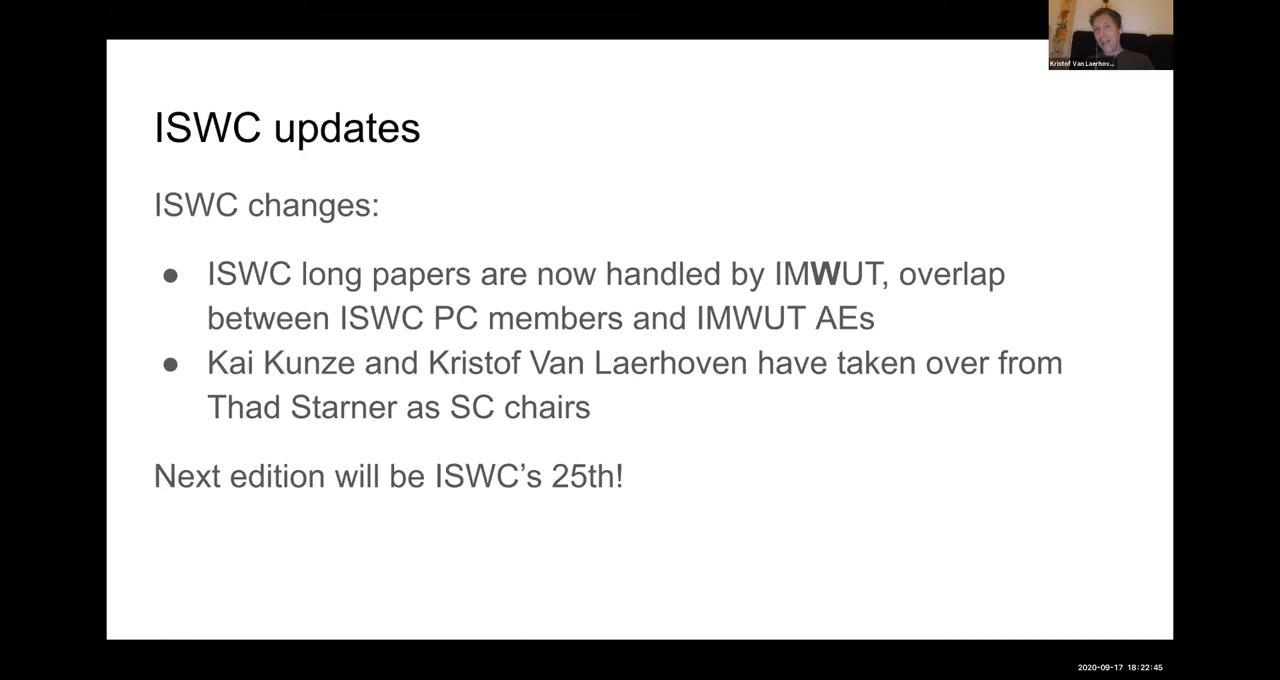 Kristof Van Laerhov...
ISWC updates
ISWC changes:
● ISWC long papers are now handled by IMWUT, overlap
between ISWC PC members and IMWUT AEs
● Kai Kunze and Kristof Van Laerhoven have taken over from
Thad Starner as SC chairs
Next edition will be ISWC’s 25th!
2020-09-17 18:22:45